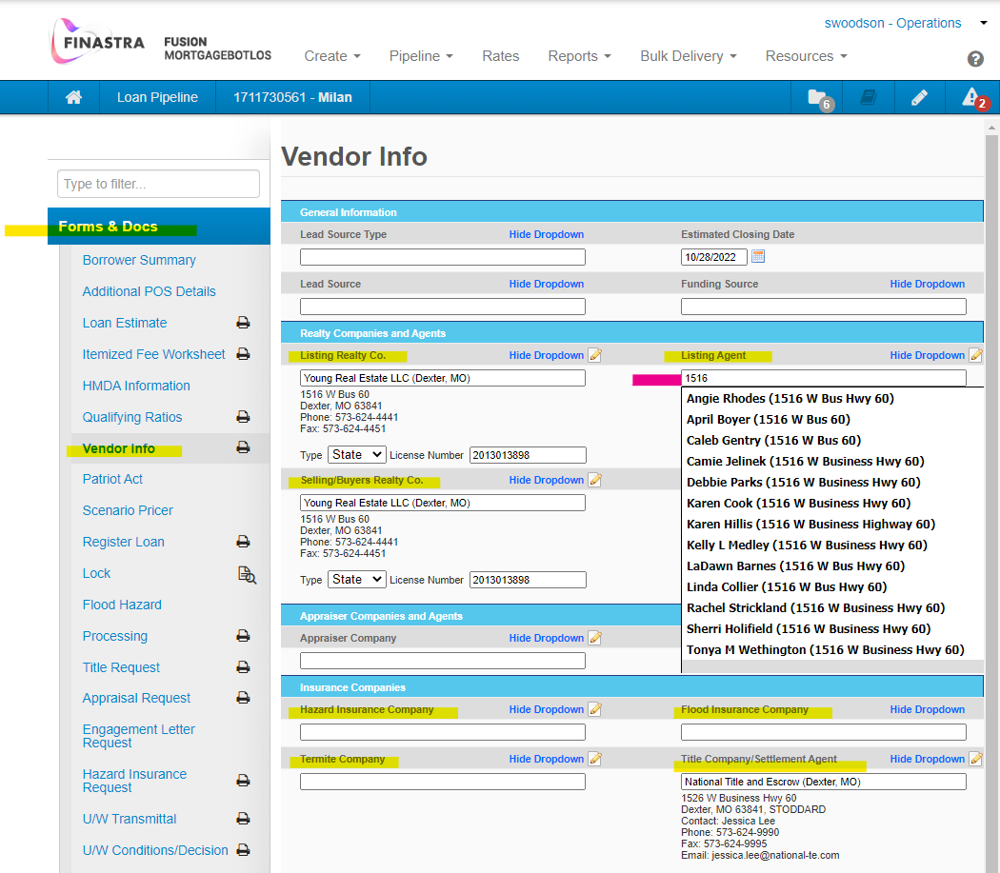 swoodson - Operations
FINASTRA
FUSION
MORTGAGEBOTLOS
Create
Pipeline
Rates
Reports
Bulk Delivery
Resources
?
Loan Pipeline
1711730561 - Milan
6
2
Type to filter...
Forms & Docs
Borrower Summary
Additional POS Details
Loan Estimate
Itemized Fee Worksheet
HMDA Information
Qualifying Ratios
Vendor Info
Patriot Act
Scenario Pricer
Register Loan
Lock
Flood Hazard
Processing
Title Request
Appraisal Request
Engagement Letter
Request
Hazard Insurance
Request
U/W Transmittal
U/W Conditions/Decision
Vendor Info
General Information
Lead Source Type Hide Dropdown
Estimated Closing Date
10/28/2022
Lead Source Hide Dropdown
Funding Source Hide Dropdown
Realty Companies and Agents
Listing Realty Co. Hide Dropdown
Young Real Estate LLC (Dexter, MO)
1516 W Bus 60
Dexter, MO 63841
Phone: 573-624-4441
Fax: 573-624-4451
Type State License Number 2013013898
Listing Agent Hide Dropdown
1516
Angie Rhodes (1516 W Bus Hwy 60)
April Boyer (1516 W Bus 60)
Caleb Gentry (1516 W Bus 60)
Camie Jelinek (1516 W Business Hwy 60)
Debbie Parks (1516 W Business Hwy 60)
Karen Cook (1516 W Business Hwy 60)
Karen Hillis (1516 W Business Highway 60)
Kelly L Medley (1516 W Business Hwy 60)
LaDawn Barnes (1516 W Bus Hwy 60)
Linda Collier (1516 W Bus Hwy 60)
Rachel Strickland (1516 W Business Hwy 60)
Sherri Holifield (1516 W Business Hwy 60)
Tonya M Wethington (1516 W Business Hwy 60)
Selling/Buyers Realty Co. Hide Dropdown
Young Real Estate LLC (Dexter, MO)
1516 W Bus 60
Dexter, MO 63841
Phone: 573-624-4441
Fax: 573-624-4451
Type State License Number 2013013898
Appraiser Companies and Agents
Appraiser Company Hide Dropdown
Insurance Companies
Hazard Insurance Company Hide Dropdown
Flood Insurance Company Hide Dropdown
Termite Company Hide Dropdown
Title Company/Settlement Agent Hide Dropdown
National Title and Escrow (Dexter, MO)
1526 W Business Hwy 60
Dexter, MO 63841, STODDARD
Contact: Jessica Lee
Phone: 573-624-9990
Fax: 573-624-9995
Email: jessica.lee@national-te.com